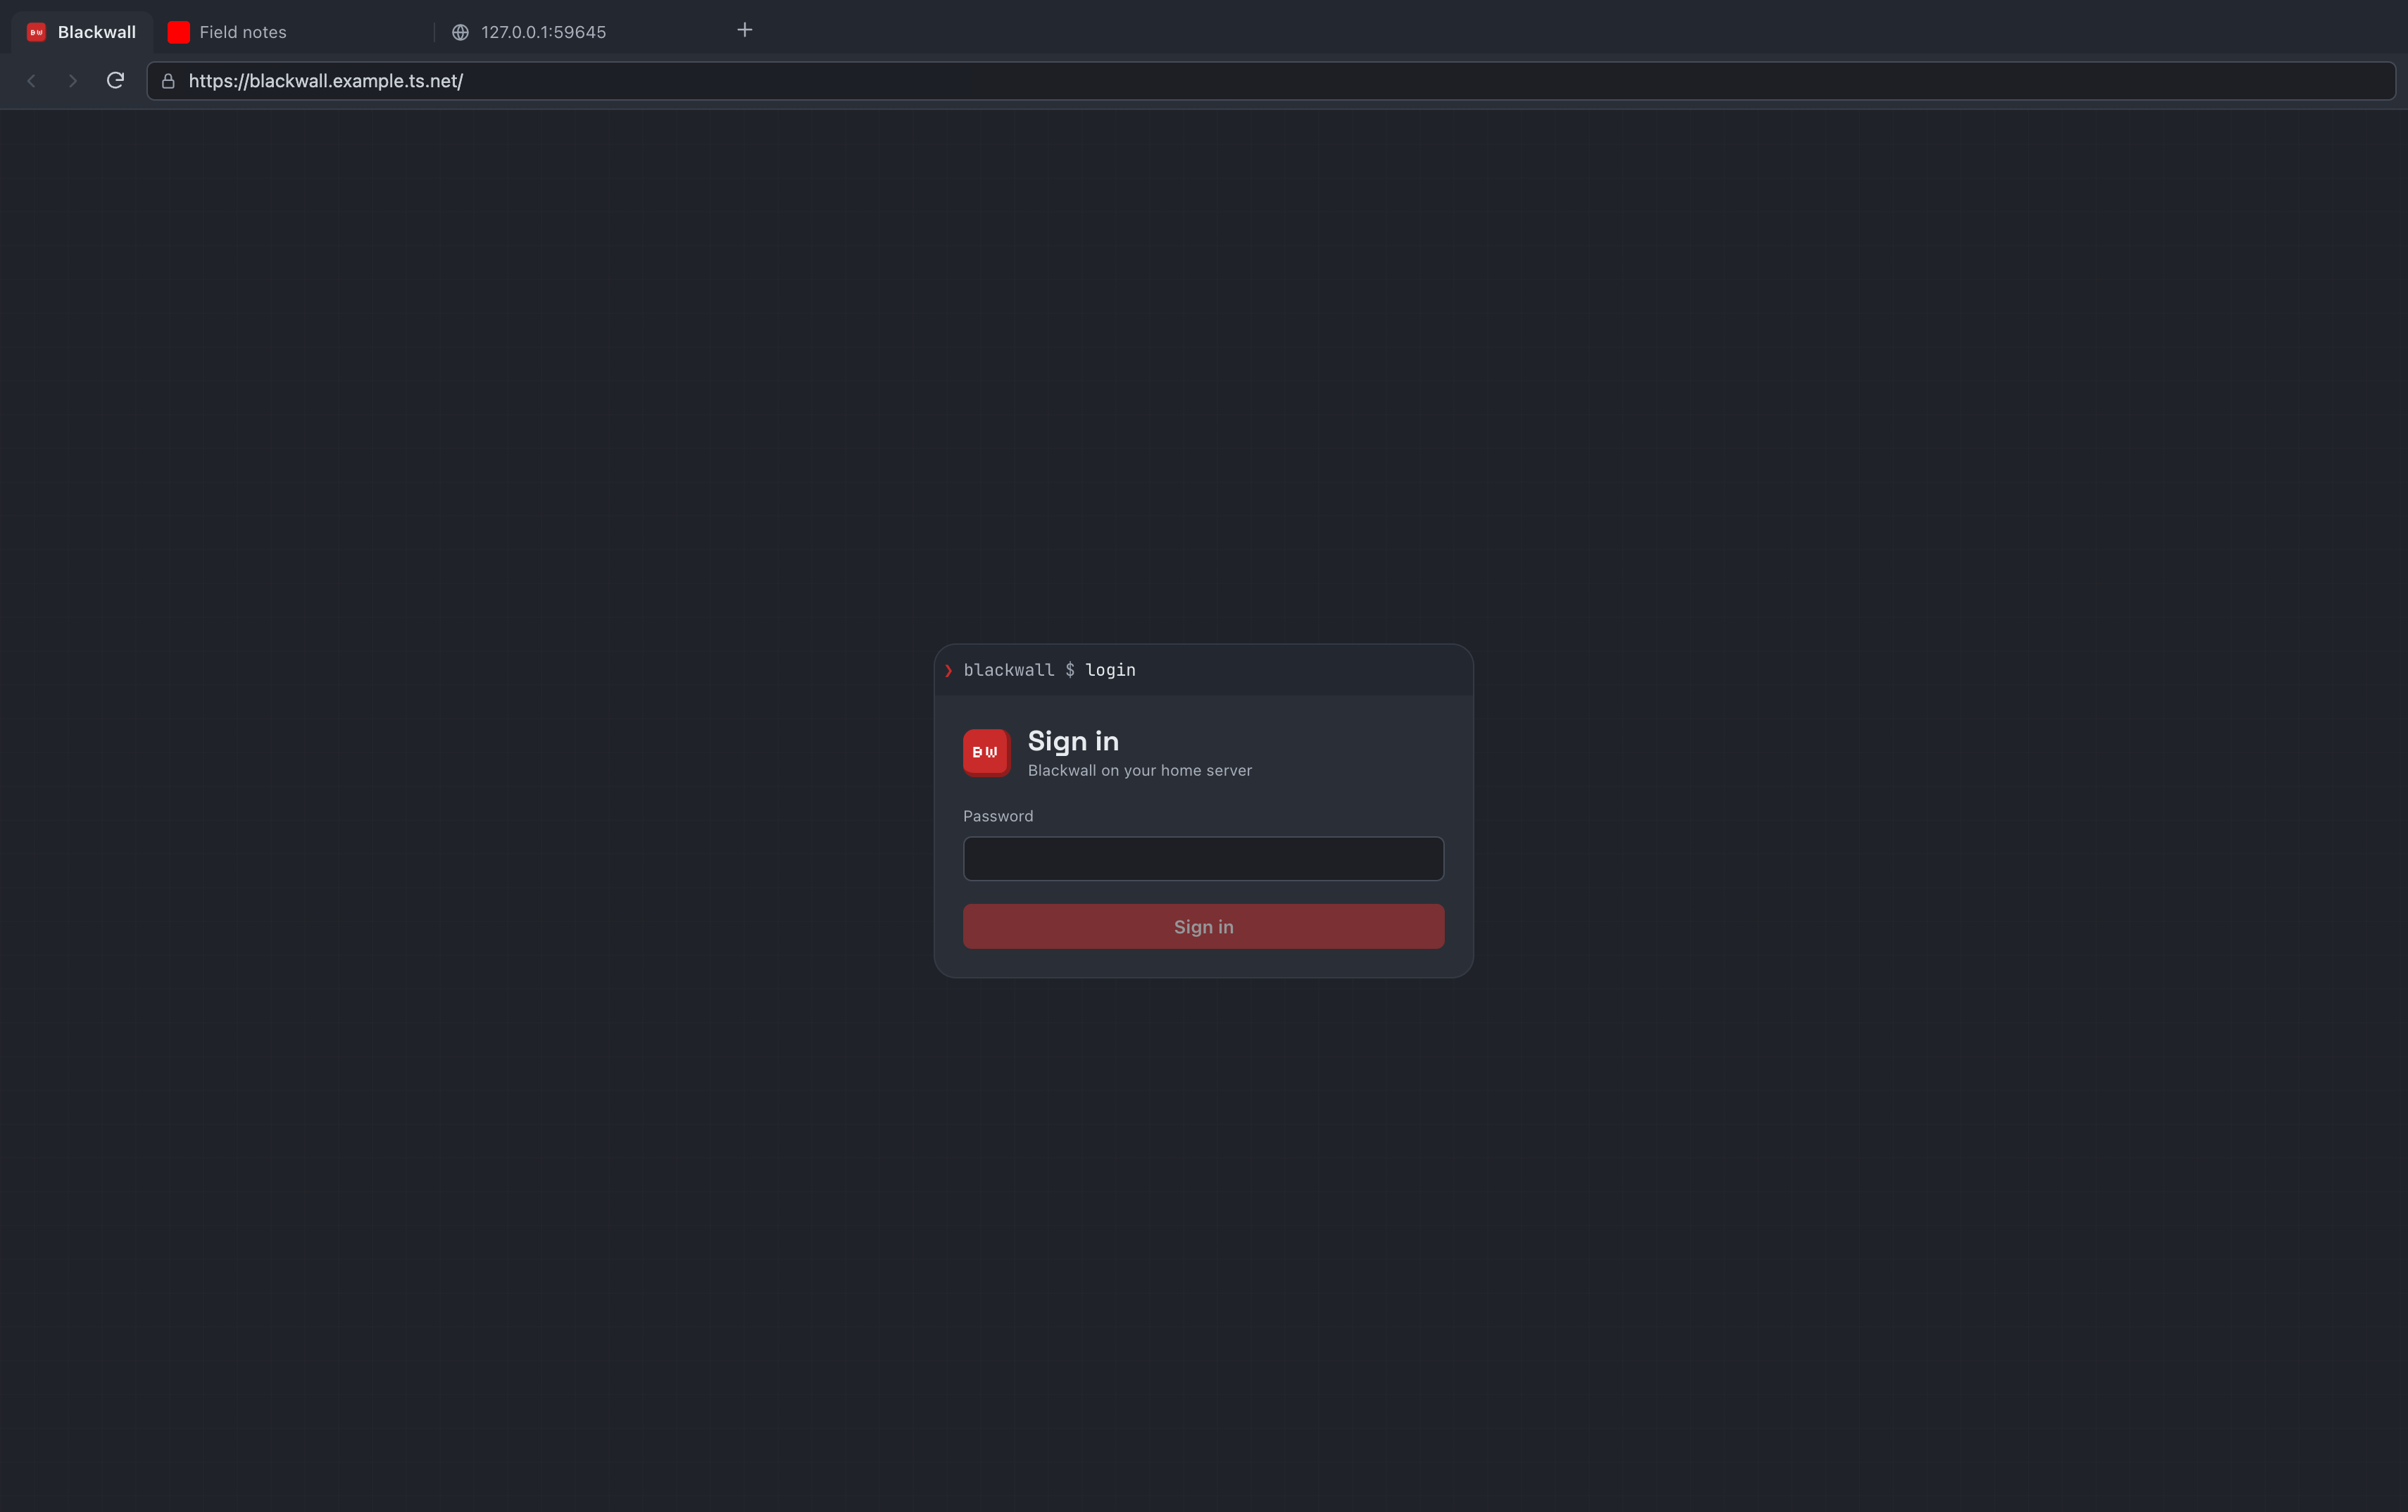 BW Blackwall
Field notes
127.0.0.1:59645
https://blackwall.example.ts.net/
❯ blackwall $ login
BW
Sign in
Blackwall on your home server
Password
Sign in